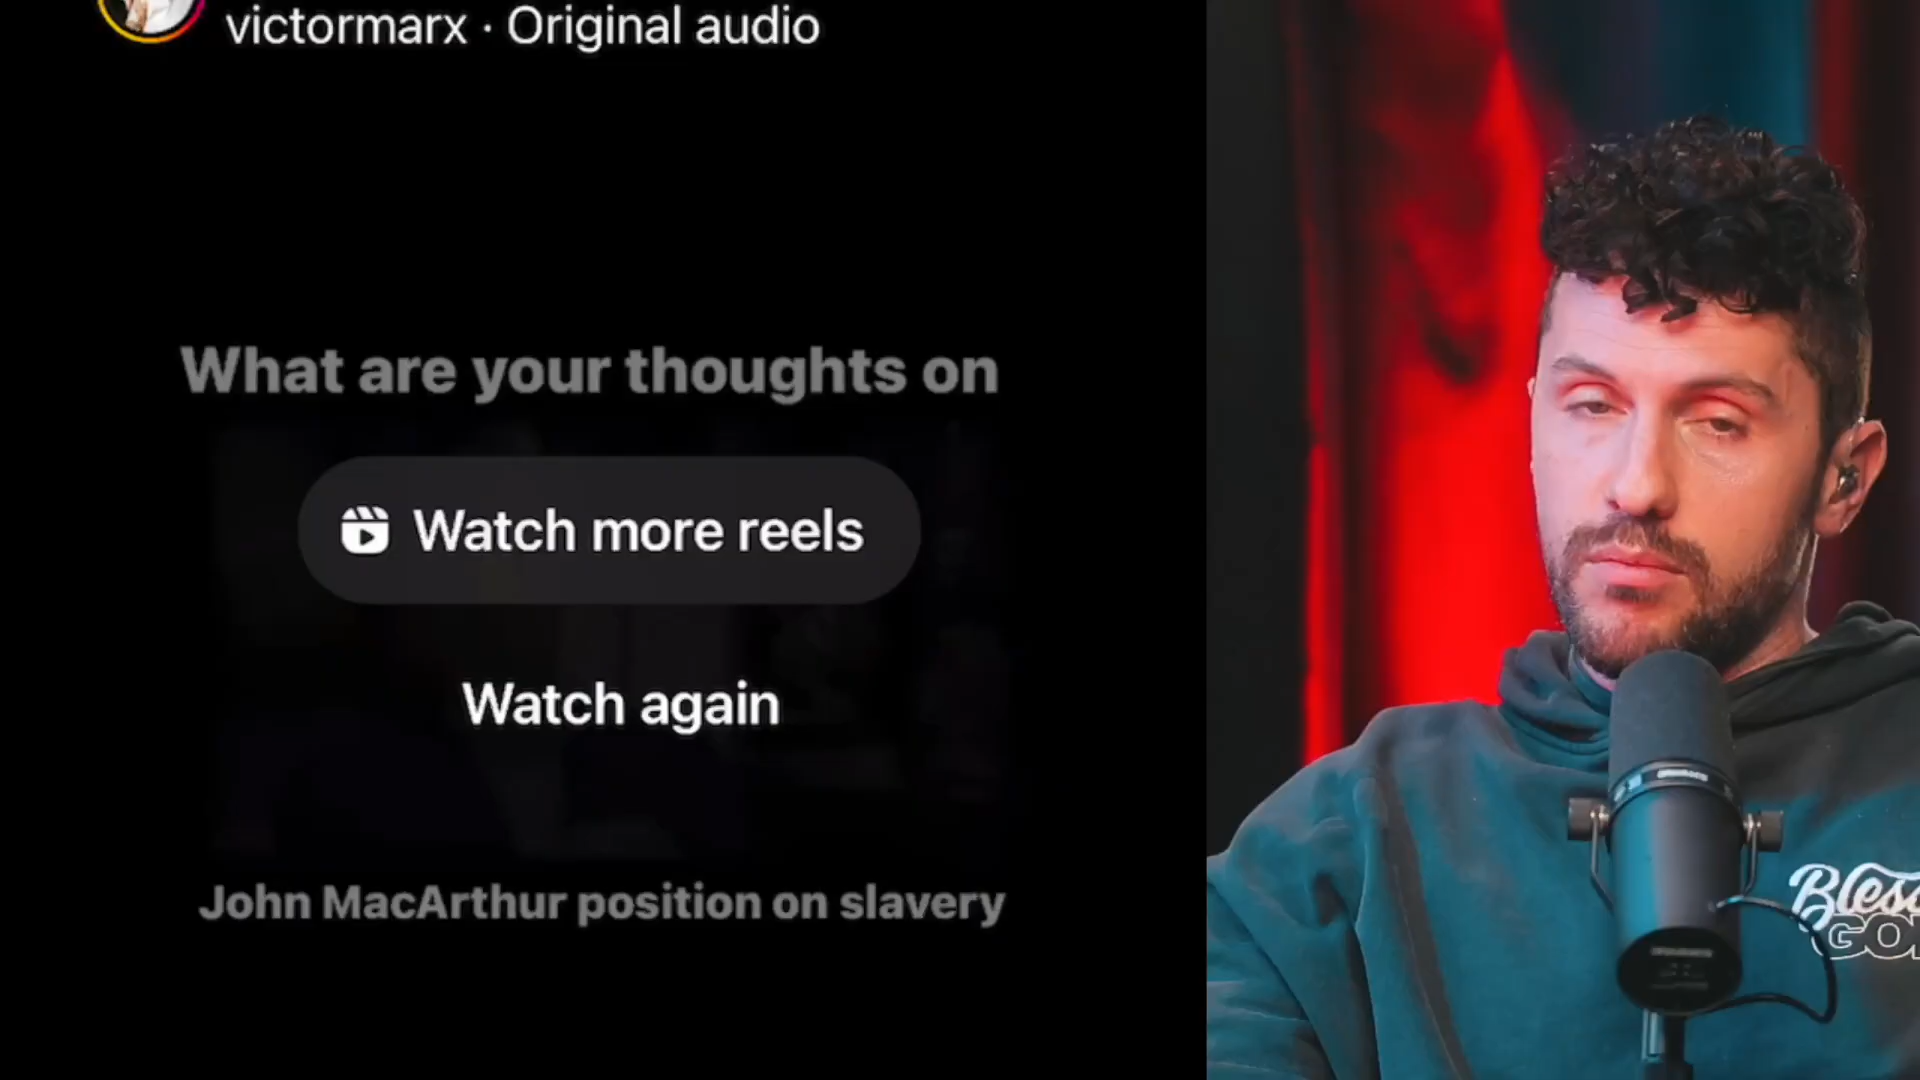 victormarx · Original audio
What are your thoughts on
Watch more reels
Watch again
John MacArthur position on slavery